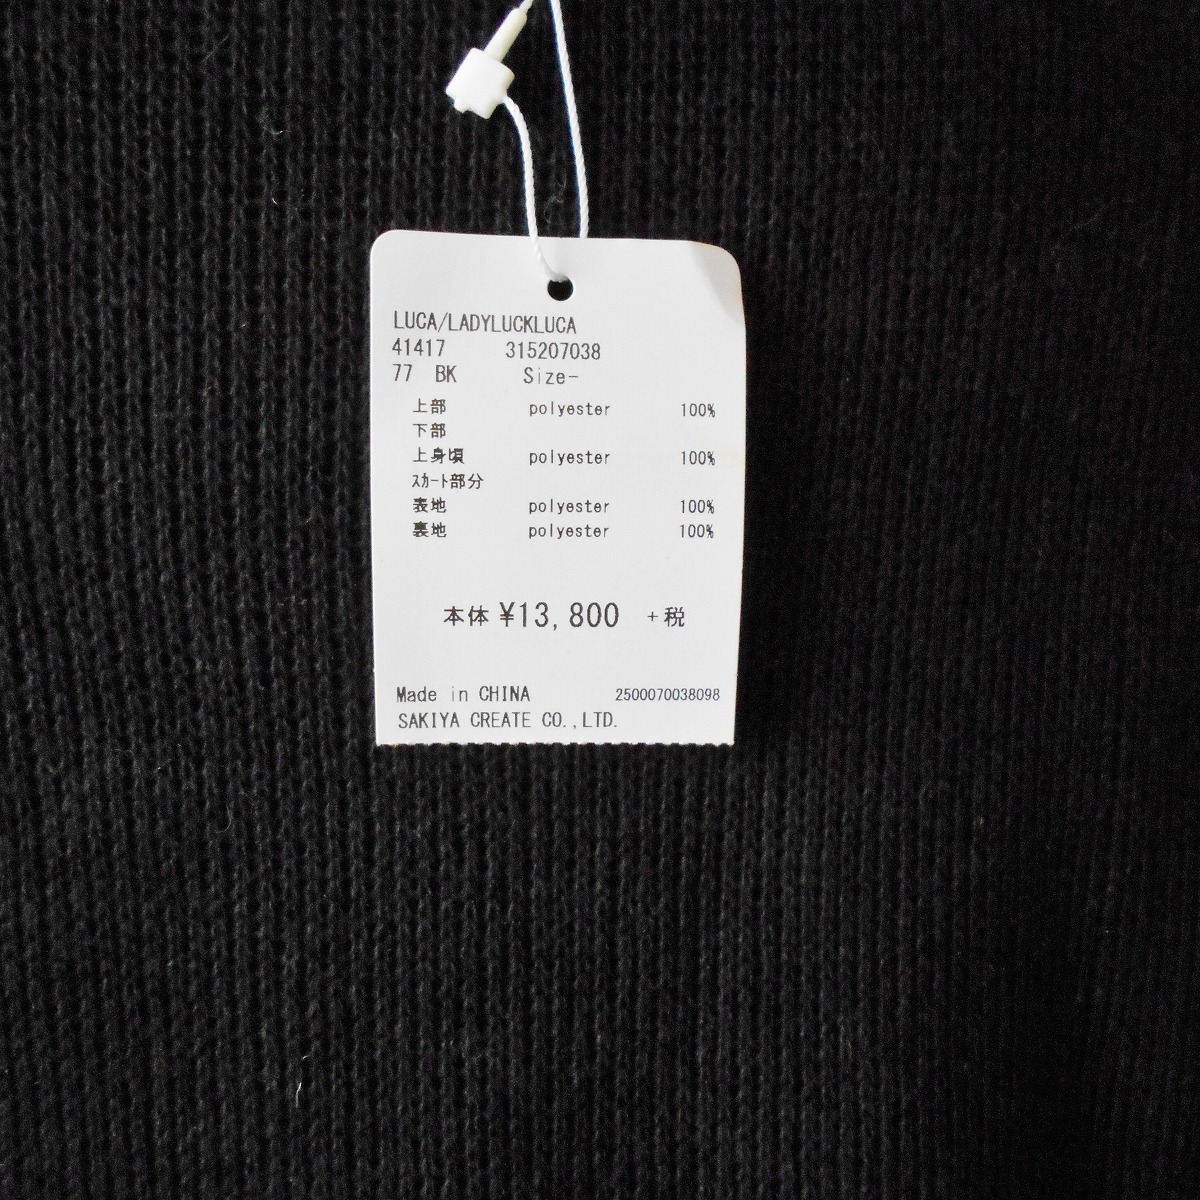 LUCA/LADYLUCKLUCA
41417 315207038
77 BK Size-
上部 polyester 100%
下部
上身頃 polyester 100%
ｽｶｰﾄ部分
表地 polyester 100%
裏地 polyester 100%
本体 ¥13,800 +税
Made in CHINA 2500070038098
SAKIYA CREATE CO.,LTD.